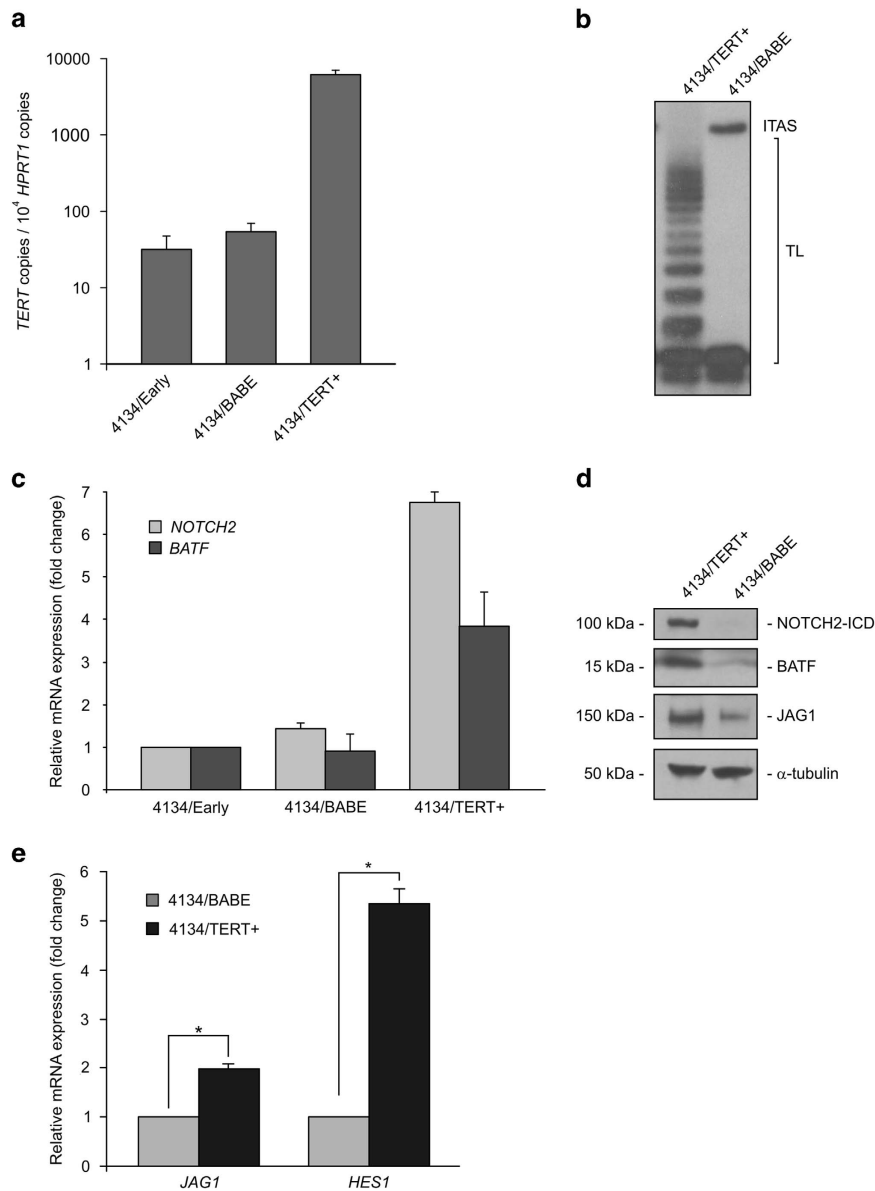 a
TERT copies / 10⁴ HPRT1 copies
10000
1000
100
10
1
4134/Early
4134/BABE
4134/TERT+
b
4134/TERT+
4134/BABE
ITAS
TL
c
Relative mRNA expression (fold change)
7
6
5
4
3
2
1
0
NOTCH2
BATF
4134/Early
4134/BABE
4134/TERT+
d
4134/TERT+
4134/BABE
100 kDa -
- NOTCH2-ICD
15 kDa -
- BATF
150 kDa -
- JAG1
50 kDa -
- α-tubulin
e
Relative mRNA expression (fold change)
6
5
4
3
2
1
0
4134/BABE
4134/TERT+
*
*
JAG1
HES1